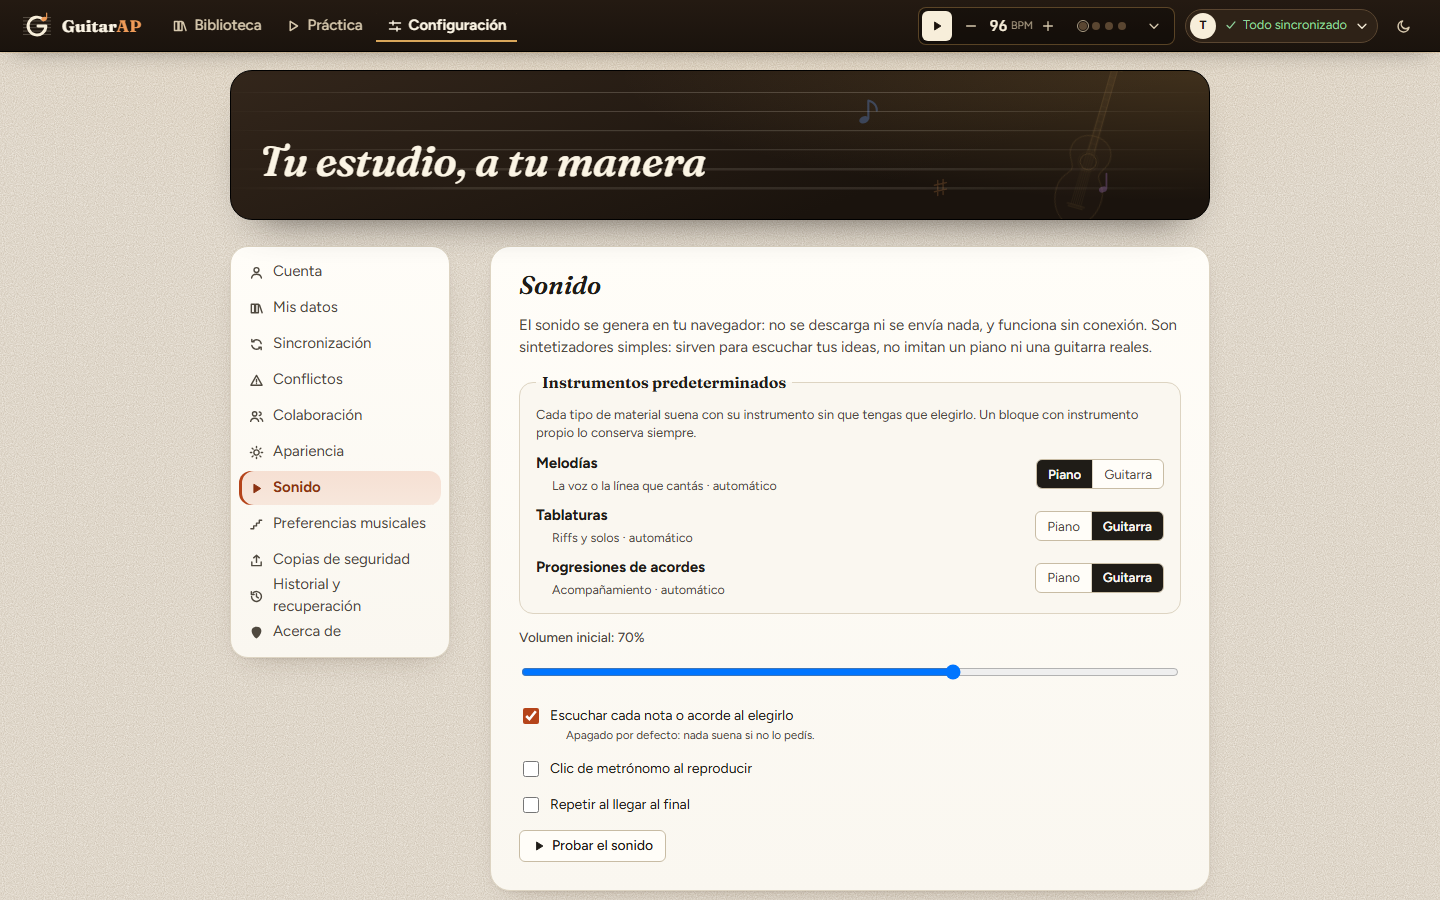 GuitarAP
Biblioteca
Práctica
Configuración
96 BPM
T
Todo sincronizado
Tu estudio, a tu manera
Cuenta
Mis datos
Sincronización
Conflictos
Colaboración
Apariencia
Sonido
Preferencias musicales
Copias de seguridad
Historial y
recuperación
Acerca de
Sonido
El sonido se genera en tu navegador: no se descarga ni se envía nada, y funciona sin conexión. Son
sintetizadores simples: sirven para escuchar tus ideas, no imitan un piano ni una guitarra reales.
Instrumentos predeterminados
Cada tipo de material suena con su instrumento sin que tengas que elegirlo. Un bloque con instrumento
propio lo conserva siempre.
Melodías
La voz o la línea que cantás · automático
Piano Guitarra
Tablaturas
Riffs y solos · automático
Piano Guitarra
Progresiones de acordes
Acompañamiento · automático
Piano Guitarra
Volumen inicial: 70%
Escuchar cada nota o acorde al elegirlo
Apagado por defecto: nada suena si no lo pedís.
Clic de metrónomo al reproducir
Repetir al llegar al final
Probar el sonido